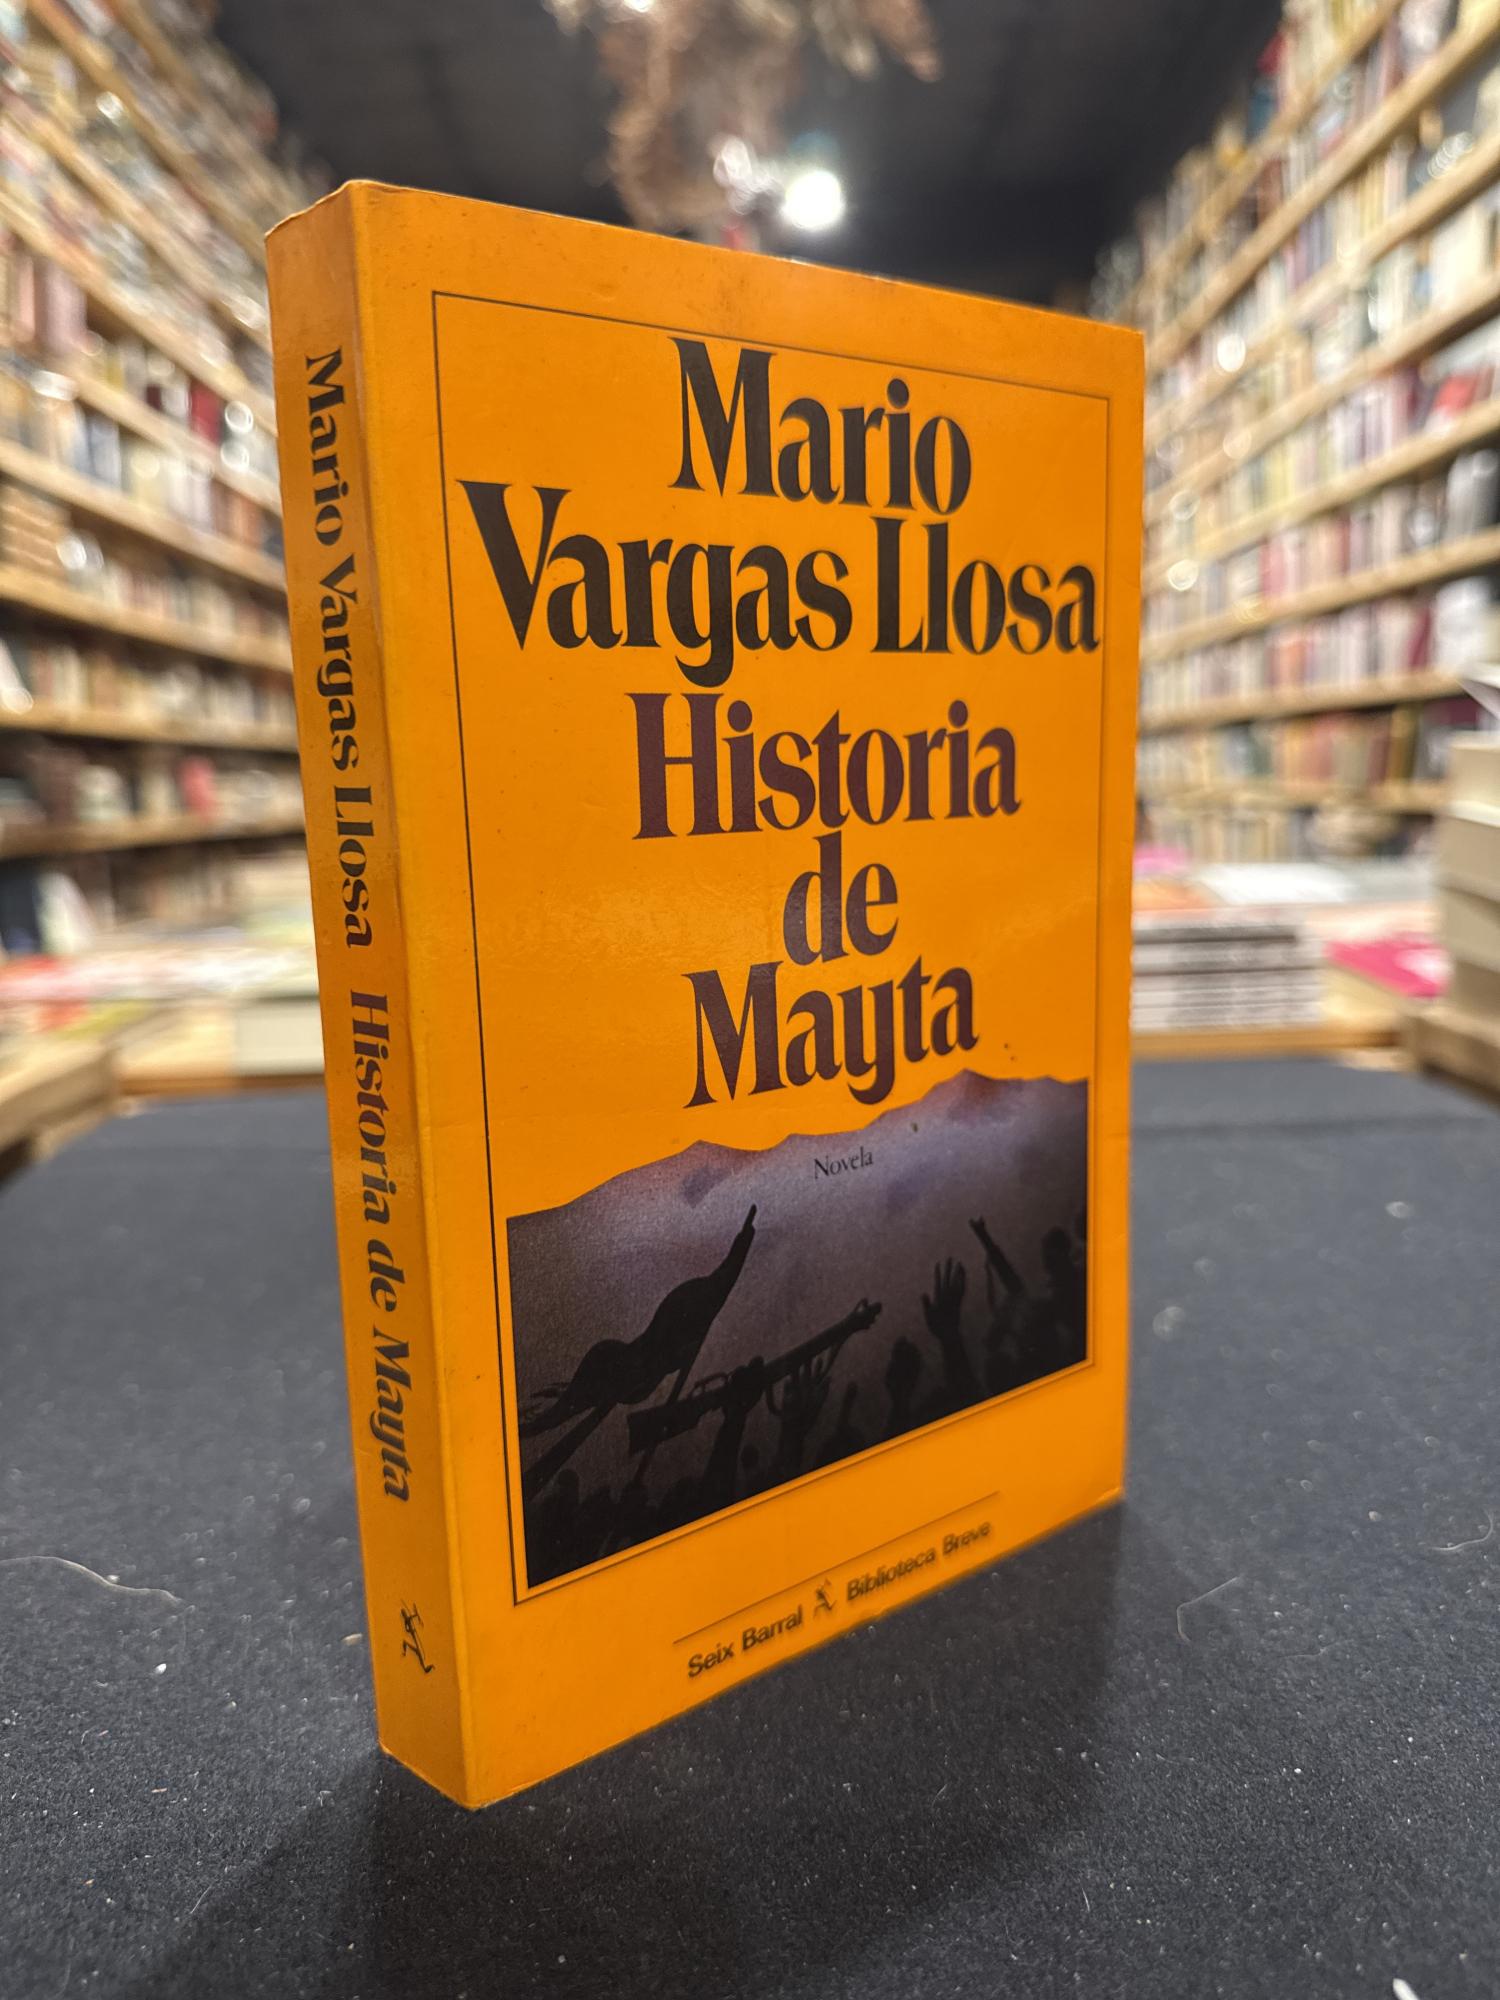 Mario Vargas Llosa Historia de Mayta
Mario
Vargas Llosa
Historia
de
Mayta
Novela
Seix Barral Biblioteca Breve